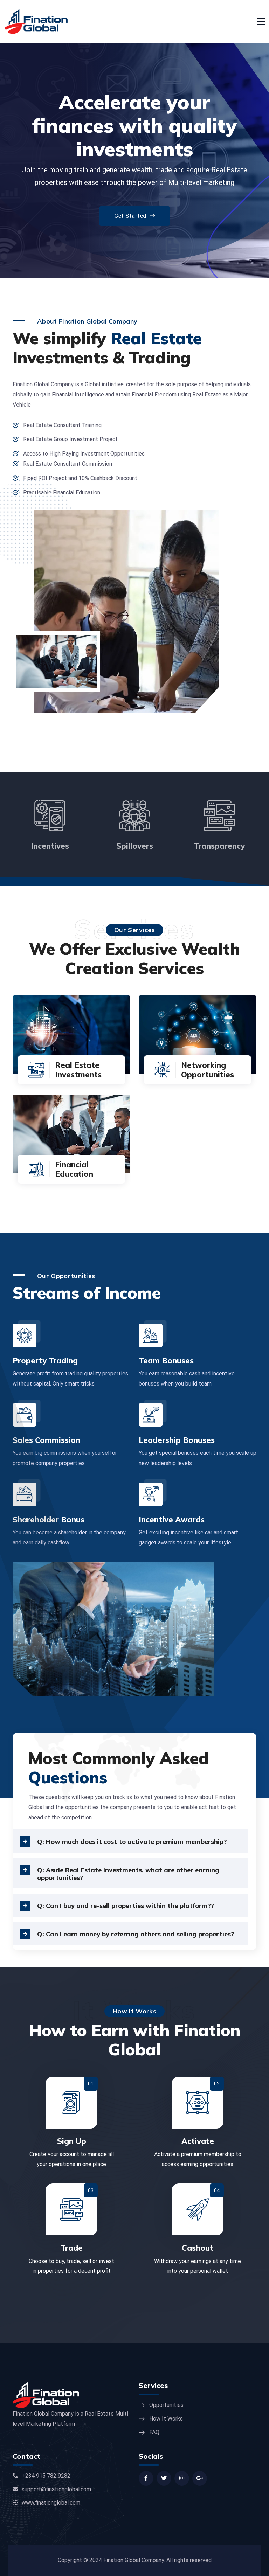 Fination
Global
Accelerate your
finances with quality
investments
Join the moving train and generate wealth, trade and acquire Real Estate
properties with ease through the power of Multi-level marketing
Get Started
About Fination Global Company
We simplify Real Estate
Investments & Trading
Fination Global Company is a Global initiative, created for the sole purpose of helping individuals
globally to gain Financial Intelligence and attain Financial Freedom using Real Estate as a Major
Vehicle
Real Estate Consultant Training
Real Estate Group Investment Project
Access to High Paying Investment Opportunities
Real Estate Consultant Commission
Fixed ROI Project and 10% Cashback Discount
Practicable Financial Education
Incentives
Spillovers
Transparency
Services
Our Services
We Offer Exclusive Wealth
Creation Services
Real Estate
Investments
Networking
Opportunities
Financial
Education
Our Opportunities
Streams of Income
Property Trading
Generate profit from trading quality properties
without capital. Only smart tricks
Team Bonuses
You earn reasonable cash and incentive
bonuses when you build team
Sales Commission
You earn big commissions when you sell or
promote company properties
Leadership Bonuses
You get special bonuses each time you scale up
new leadership levels
Shareholder Bonus
You can become a shareholder in the company
and earn daily cashflow
Incentive Awards
Get exciting incentive like car and smart
gadget awards to scale your lifestyle
Most Commonly Asked
Questions
These questions will keep you on track as to what you need to know about Fination
Global and the opportunities the company presents to you to enable act fast to get
ahead of the competition
Q: How much does it cost to activate premium membership?
Q: Aside Real Estate Investments, what are other earning
opportunities?
Q: Can I buy and re-sell properties within the platform??
Q: Can I earn money by referring others and selling properties?
How It Works
How to Earn with Fination
Global
01
Sign Up
Create your account to manage all
your operations in one place
02
LOGO
Activate
Activate a premium membership to
access earning opportunities
03
Trade
Choose to buy, trade, sell or invest
in properties for a decent profit
04
Cashout
Withdraw your earnings at any time
into your personal wallet
Fination
Global
Fination Global Company is a Real Estate Multi-
level Marketing Platform
Services
Opportunities
How It Works
FAQ
Contact
+234 915 782 9282
support@finationglobal.com
www.finationglobal.com
Socials
Copyright © 2024 Fination Global Company. All rights reserved